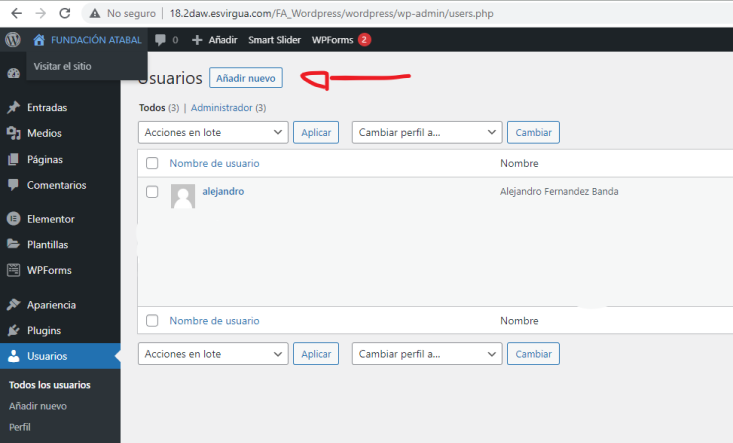 No seguro | 18.2daw.esvirgua.com/FA_Wordpress/wordpress/wp-admin/users.php
FUNDACIÓN ATABAL 0 Añadir Smart Slider WPForms 2
Visitar el sitio
Usuarios Añadir nuevo
Todos (3) | Administrador (3)
Acciones en lote Aplicar Cambiar perfil a... Cambiar
Nombre de usuario Nombre
alejandro Alejandro Fernandez Banda
Nombre de usuario Nombre
Acciones en lote Aplicar Cambiar perfil a... Cambiar
Entradas
Medios
Páginas
Comentarios
Elementor
Plantillas
WPForms
Apariencia
Plugins
Usuarios
Todos los usuarios
Añadir nuevo
Perfil